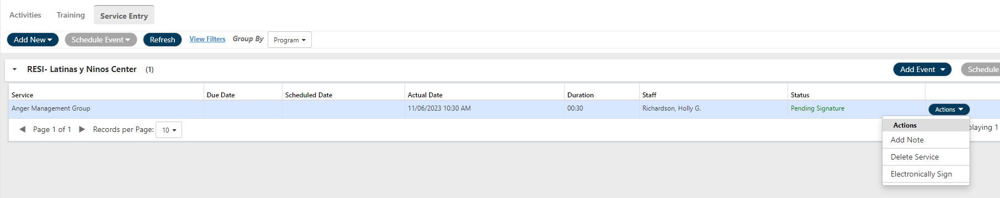 Activities Training Service Entry
Add New Schedule Event Refresh View Filters Group By Program
RESI- Latinas y Ninos Center (1) Add Event Schedule
Service Due Date Scheduled Date Actual Date Duration Staff Status
Anger Management Group 11/06/2023 10:30 AM 00:30 Richardson, Holly G. Pending Signature Actions
Page 1 of 1 Records per Page: 10 playing 1
Actions
Add Note
Delete Service
Electronically Sign